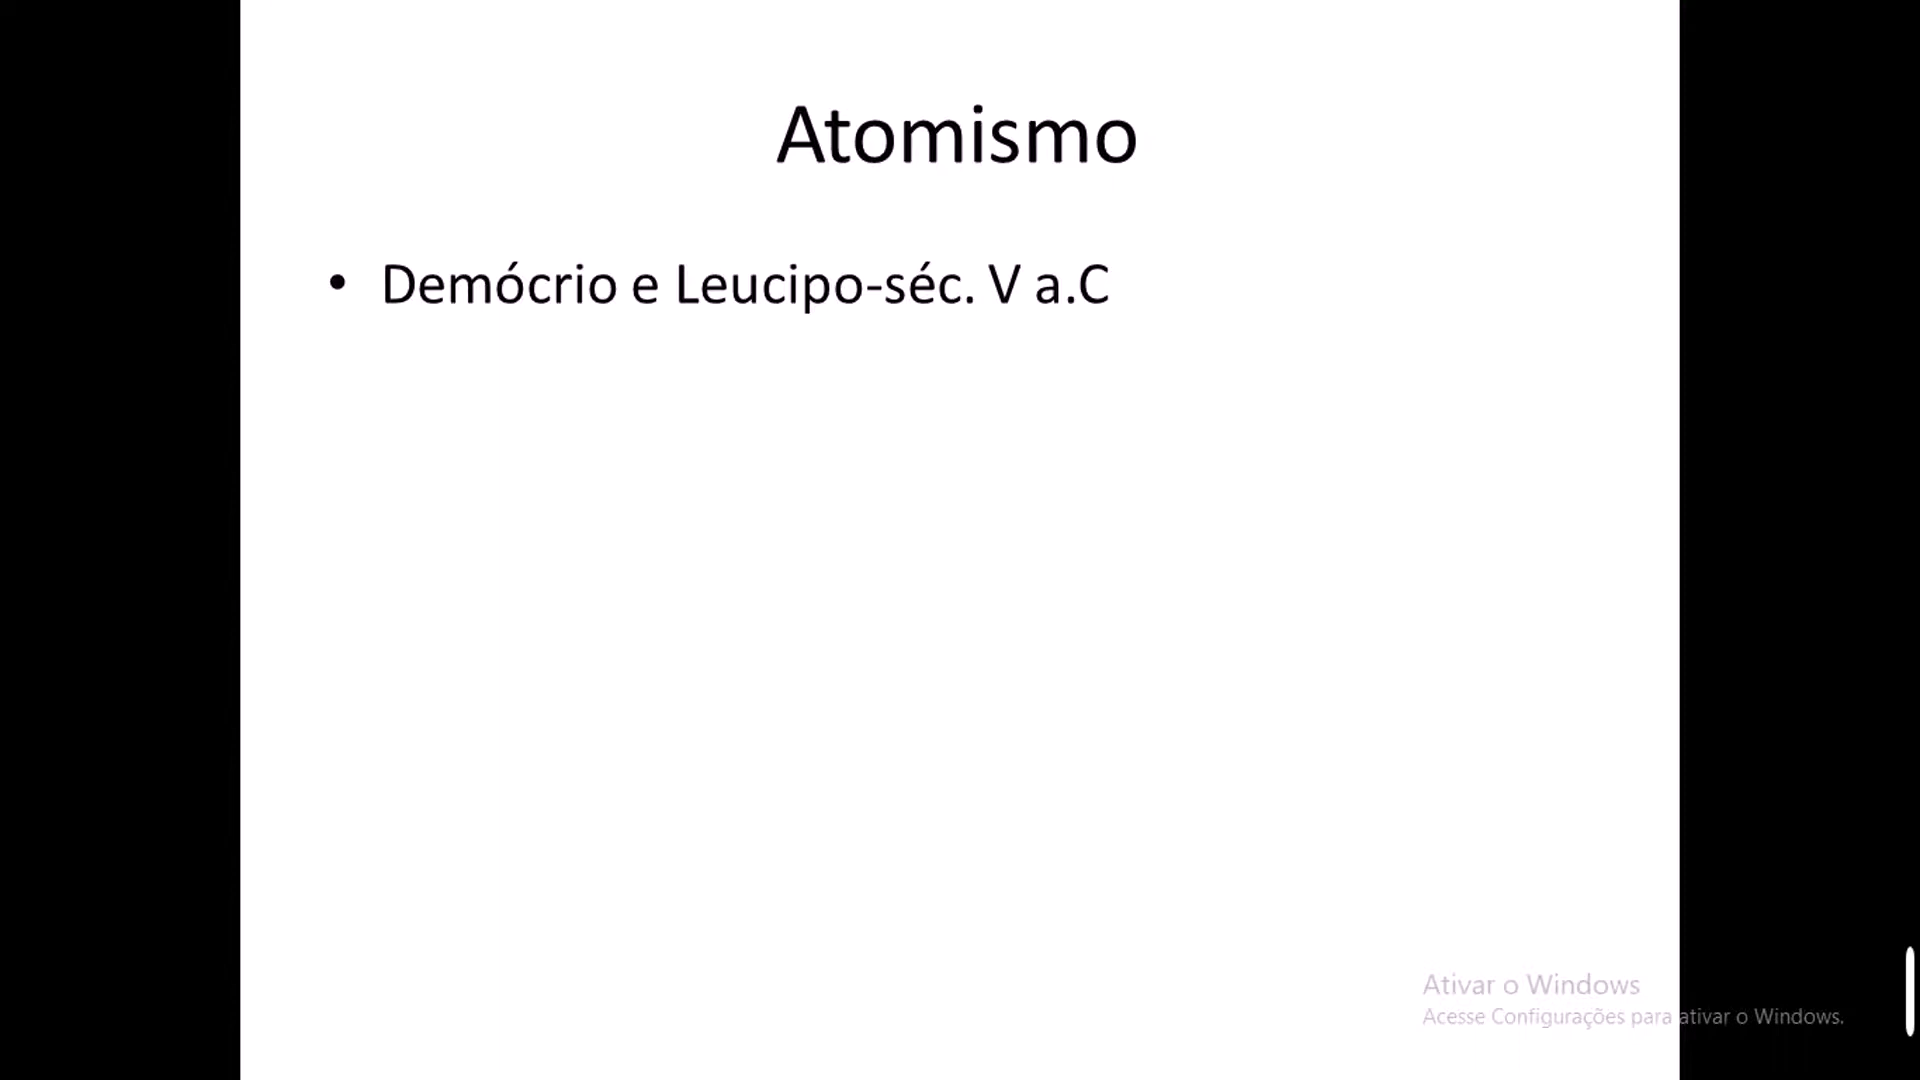 Atomismo
• Demócrio e Leucipo-séc. V a.C
Ativar o Windows
Acesse Configurações para ativar o Windows.